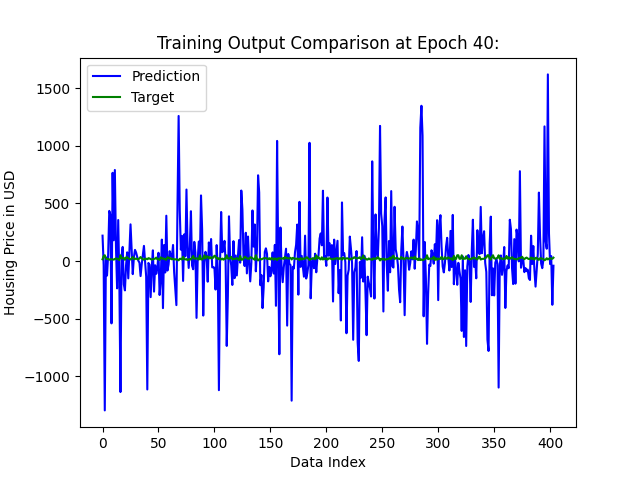 Training Output Comparison at Epoch 40:
Prediction
Target
Housing Price in USD
1500
1000
500
0
−500
−1000
0 50 100 150 200 250 300 350 400
Data Index